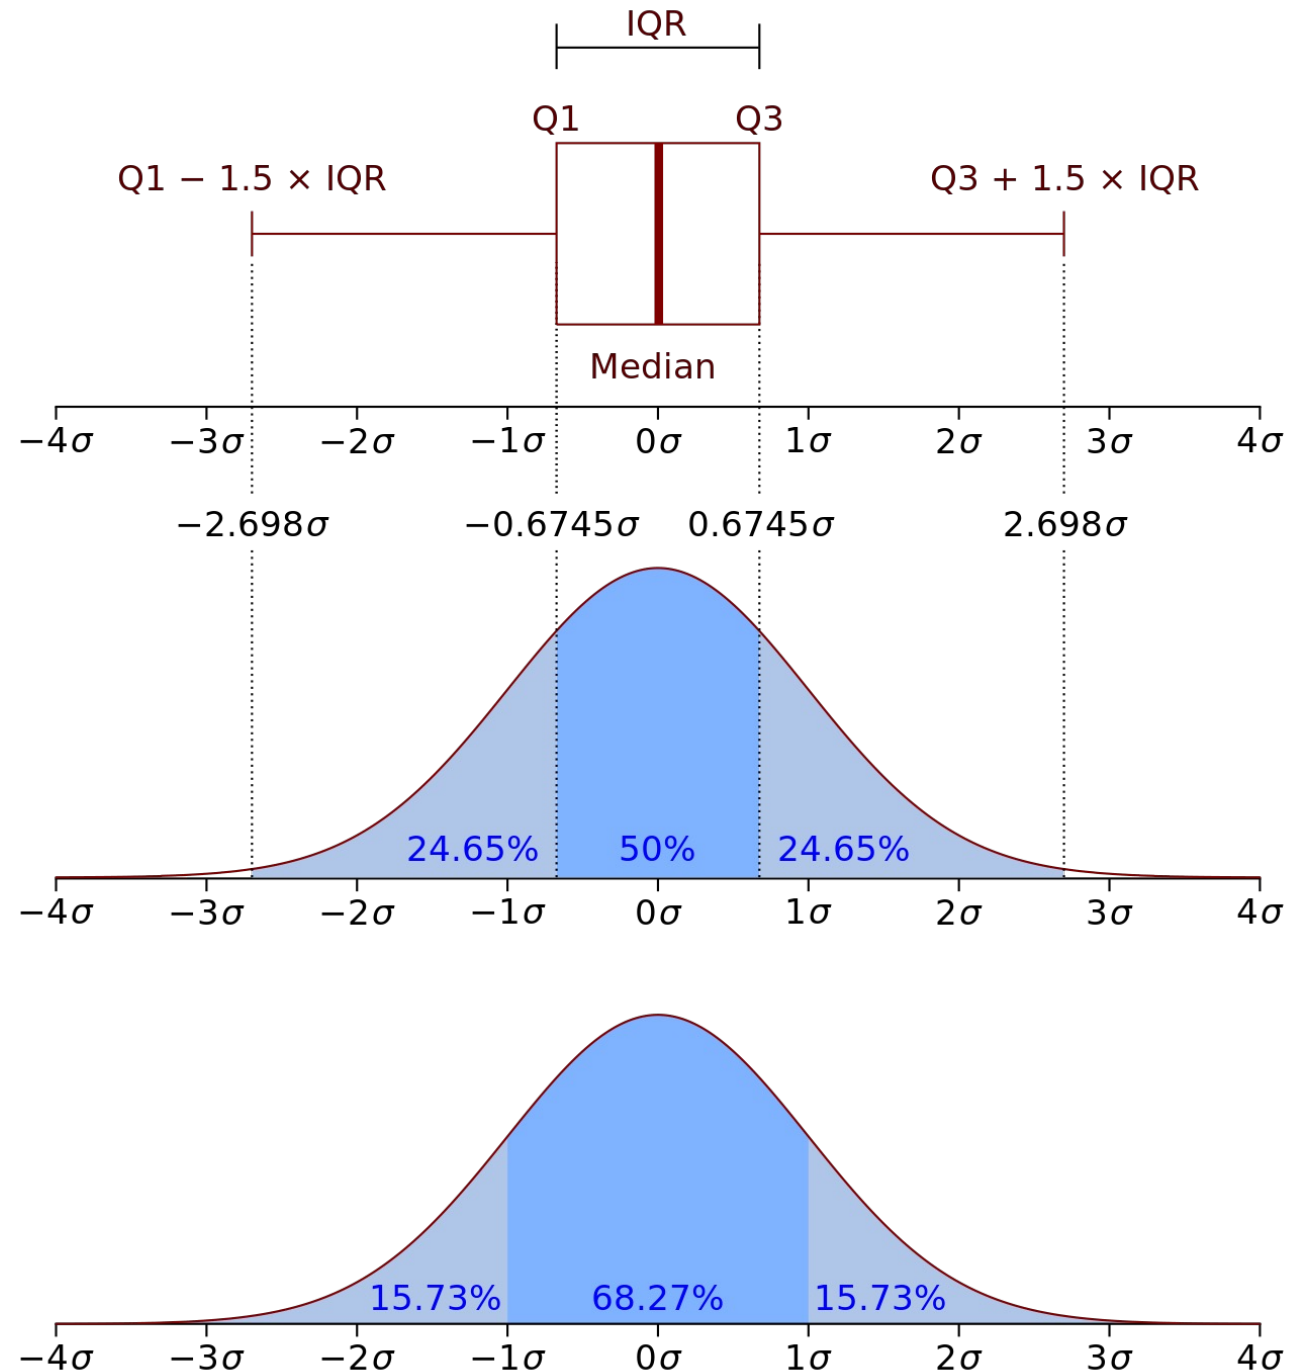 IQR
Q1 Q3
Q1 − 1.5 × IQR Q3 + 1.5 × IQR
Median
−4σ −3σ −2σ −1σ 0σ 1σ 2σ 3σ 4σ
−2.698σ −0.6745σ 0.6745σ 2.698σ
24.65% 50% 24.65%
−4σ −3σ −2σ −1σ 0σ 1σ 2σ 3σ 4σ
15.73% 68.27% 15.73%
−4σ −3σ −2σ −1σ 0σ 1σ 2σ 3σ 4σ